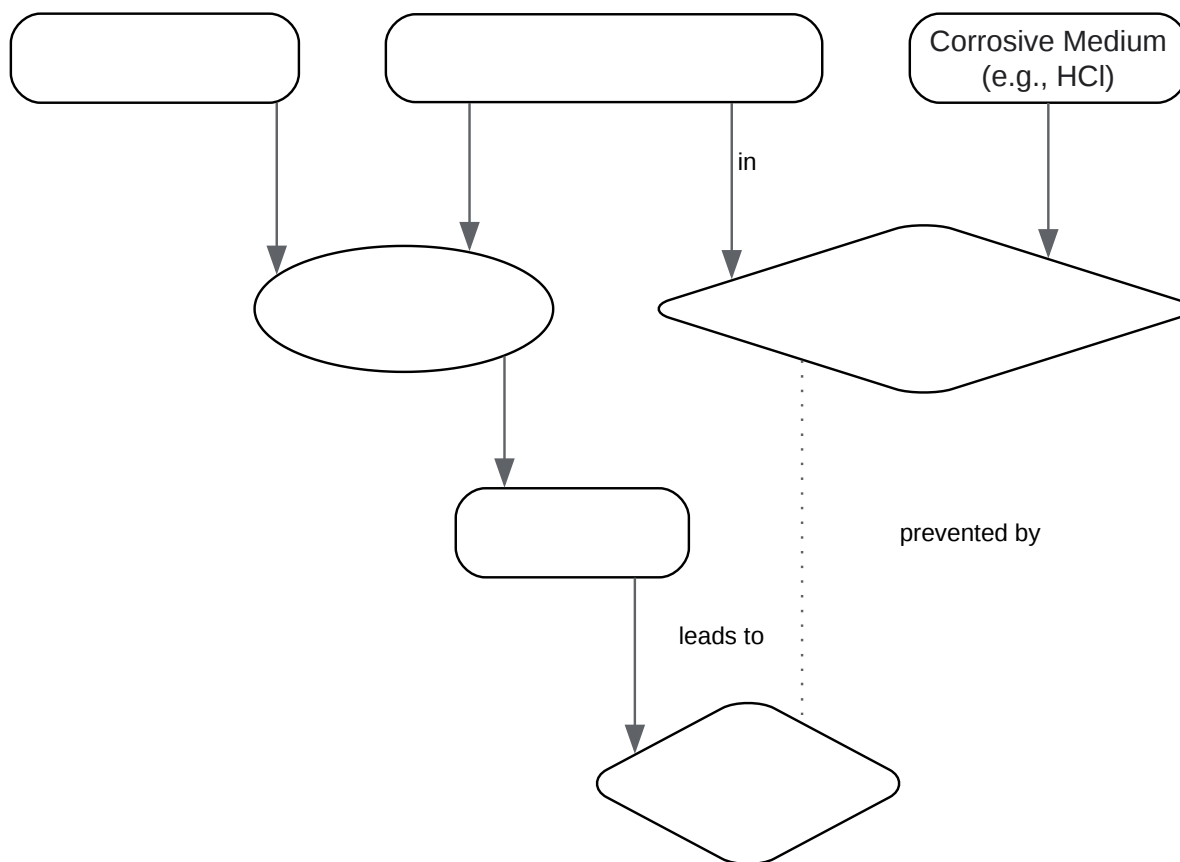 Corrosive Medium
(e.g., HCl)
in
prevented by
leads to